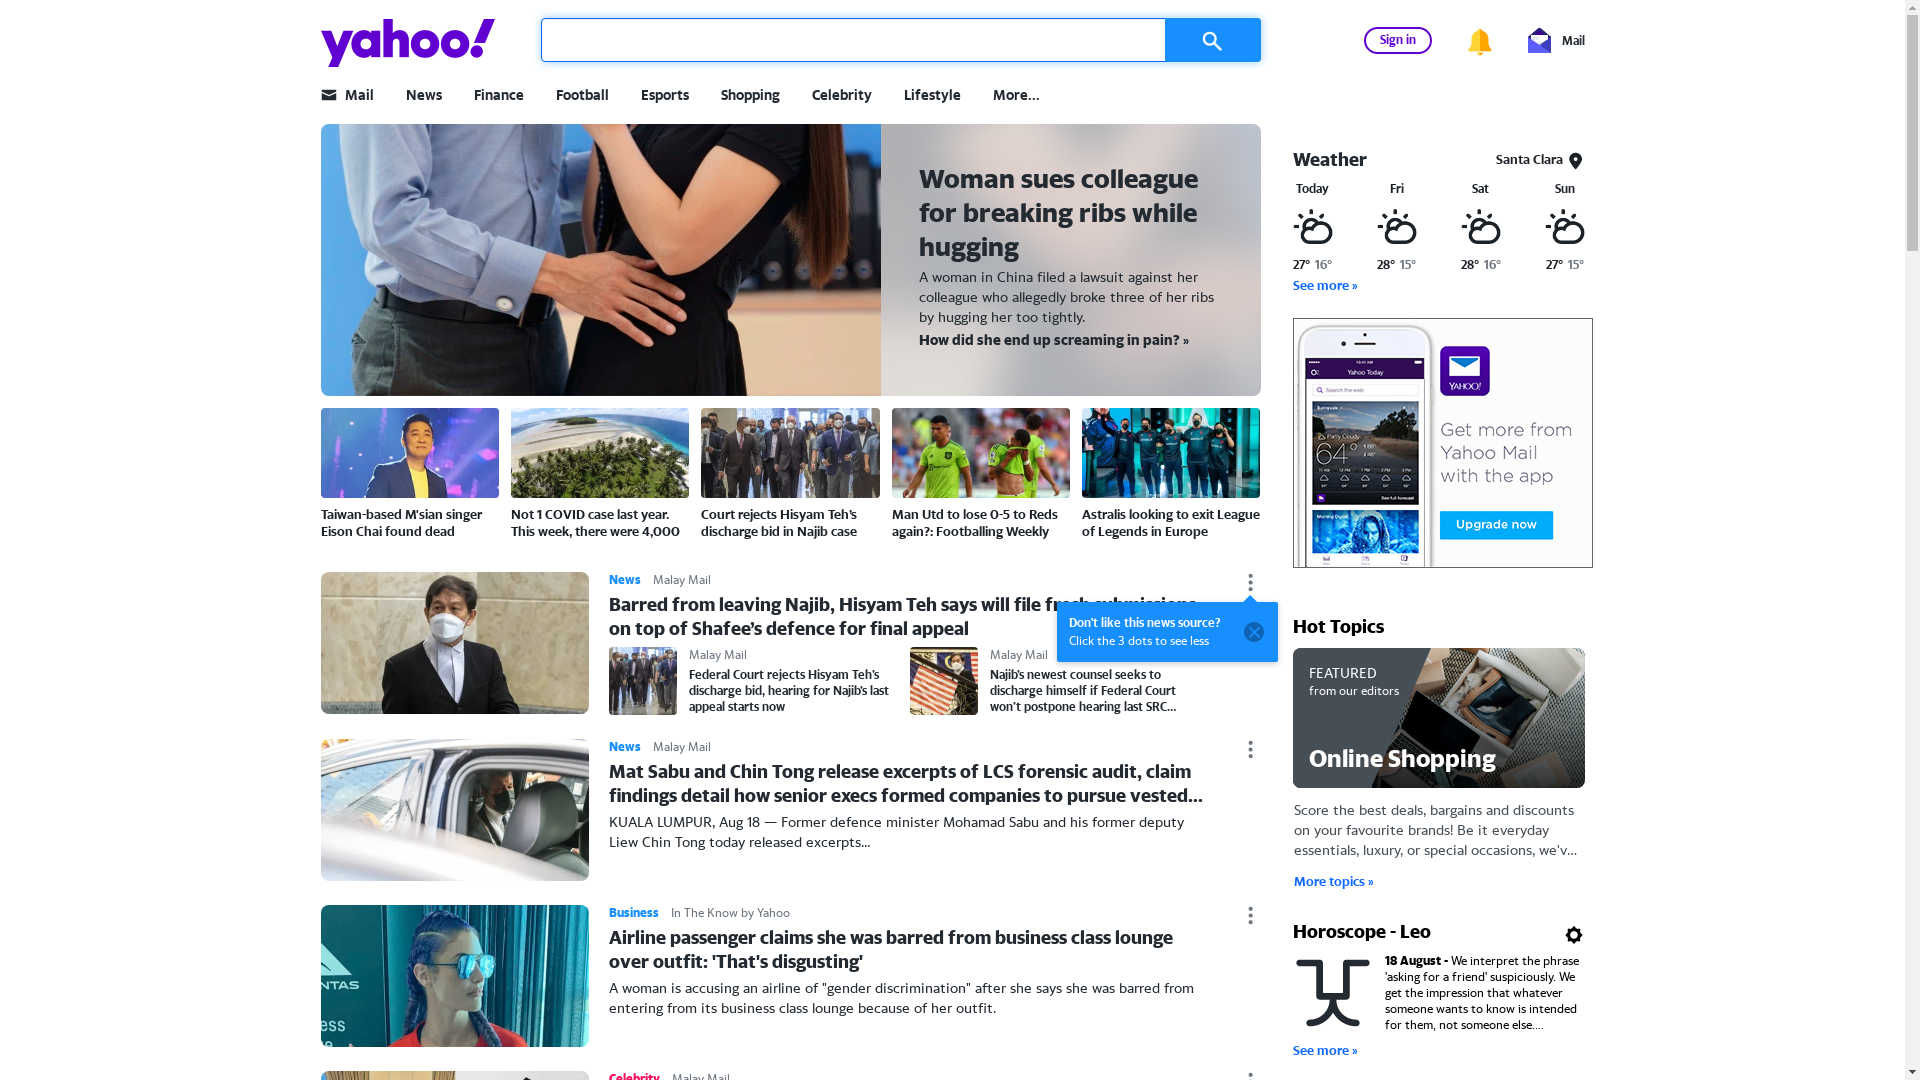 yahoo!
Sign in
Mail
Mail
News
Finance
Football
Esports
Shopping
Celebrity
Lifestyle
More...
Woman sues colleague
for breaking ribs while
hugging
A woman in China filed a lawsuit against her
colleague who allegedly broke three of her ribs
by hugging her too tightly.
How did she end up screaming in pain? »
Taiwan-based M'sian singer
Eison Chai found dead
Not 1 COVID case last year.
This week, there were 4,000
Court rejects Hisyam Teh's
discharge bid in Najib case
Man Utd to lose 0-5 to Reds
again?: Footballing Weekly
Astralis looking to exit League
of Legends in Europe
News Malay Mail
Barred from leaving Najib, Hisyam Teh says will file fresh submissions
on top of Shafee’s defence for final appeal
Don't like this news source?
Click the 3 dots to see less
Malay Mail
Federal Court rejects Hisyam Teh's
discharge bid, hearing for Najib's last
appeal starts now
Malay Mail
Najib's newest counsel seeks to
discharge himself if Federal Court
won't postpone hearing last SRC...
News Malay Mail
Mat Sabu and Chin Tong release excerpts of LCS forensic audit, claim
findings detail how senior execs formed companies to pursue vested...
KUALA LUMPUR, Aug 18 — Former defence minister Mohamad Sabu and his former deputy
Liew Chin Tong today released excerpts...
NTAS
ess
Business In The Know by Yahoo
Airline passenger claims she was barred from business class lounge
over outfit: 'That's disgusting'
A woman is accusing an airline of "gender discrimination" after she says she was barred from
entering from its business class lounge because of her outfit.
Celebrity Malay Mail
Weather
Santa Clara
Today Fri Sat Sun
27° 16° 28° 15° 28° 16° 27° 15°
See more »
Yahoo Today
Search the web
Sunnyvale
Party Cloudy
64°
See full forecast
Morning Digest
YAHOO!
Get more from
Yahoo Mail
with the app
Upgrade now
Hot Topics
FEATURED
from our editors
Online Shopping
Score the best deals, bargains and discounts
on your favourite brands! Be it everyday
essentials, luxury, or special occasions, we'v...
More topics »
Horoscope - Leo
18 August - We interpret the phrase
'asking for a friend' suspiciously. We
get the impression that whatever
someone wants to know is intended
for them, not someone else....
See more »